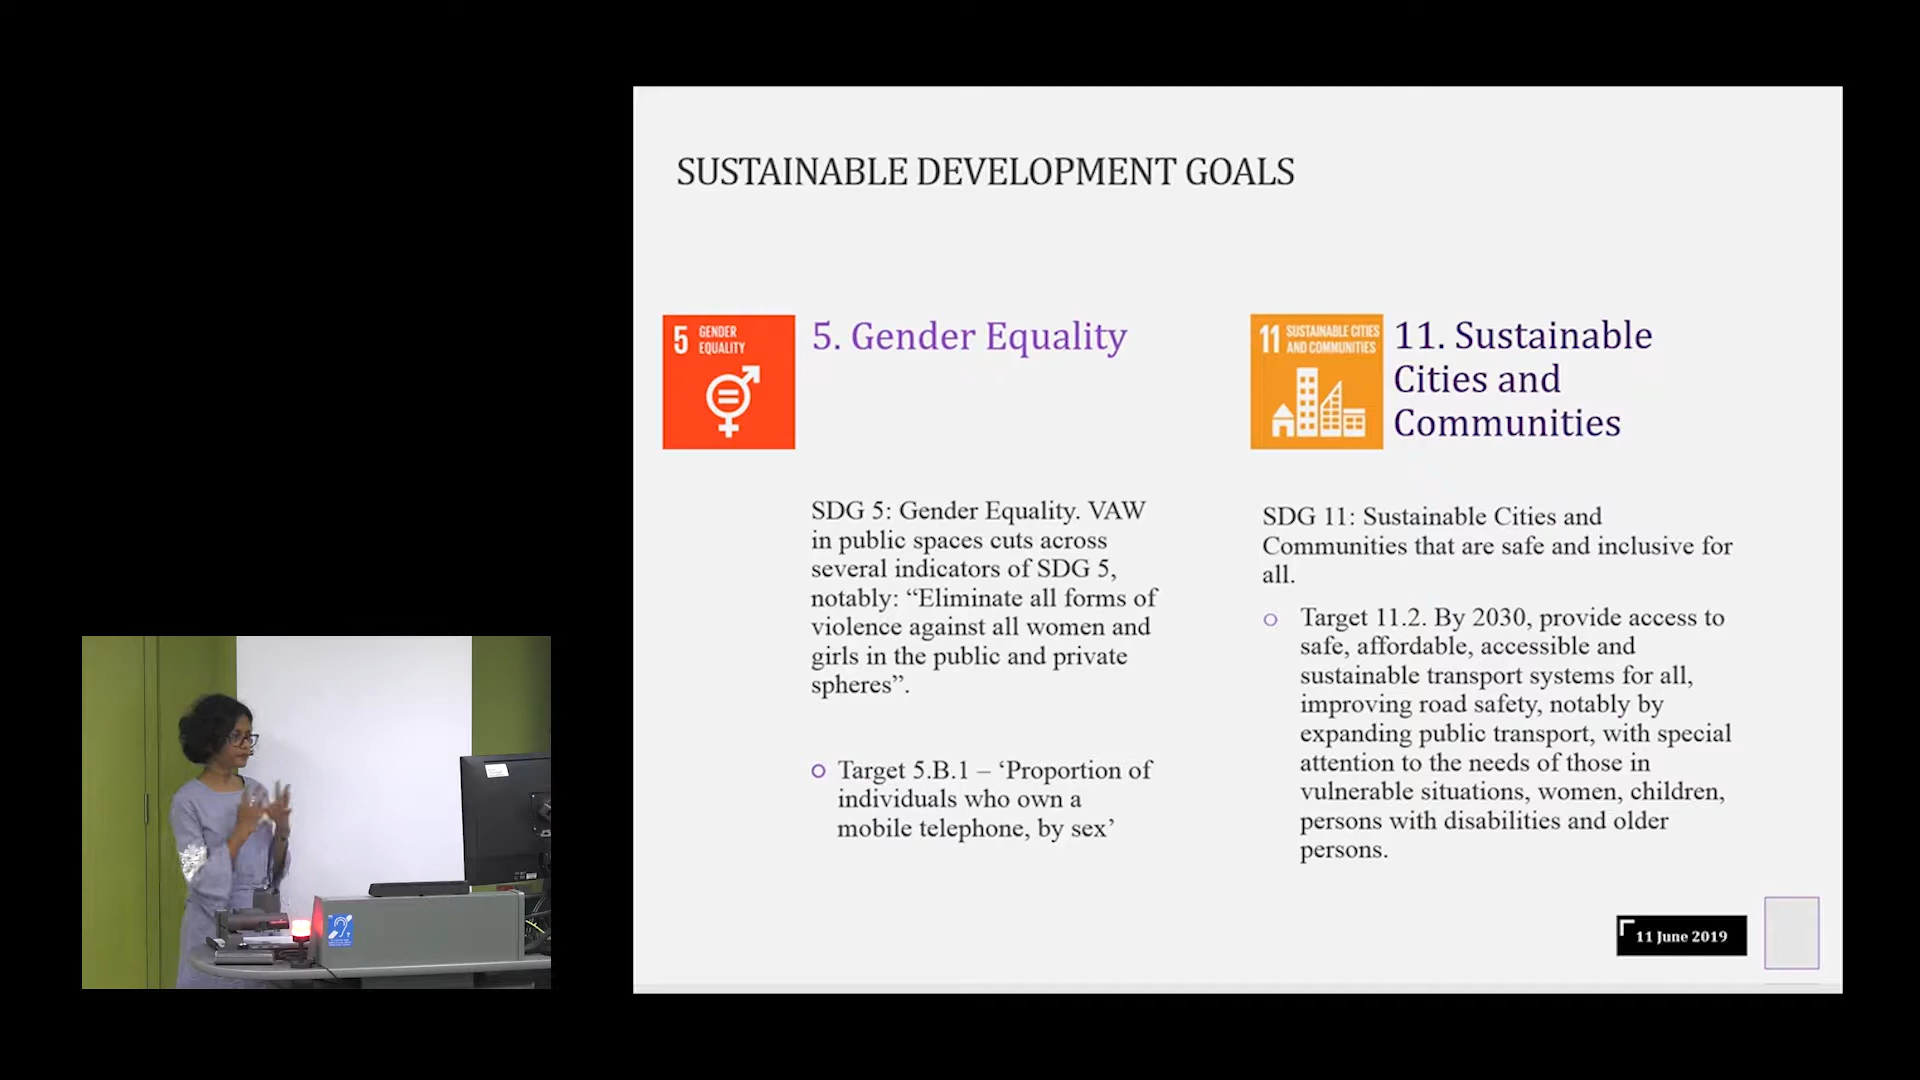 SUSTAINABLE DEVELOPMENT GOALS
5 GENDER
EQUALITY
5. Gender Equality
SDG 5: Gender Equality. VAW
in public spaces cuts across
several indicators of SDG 5,
notably: “Eliminate all forms of
violence against all women and
girls in the public and private
spheres”.
Target 5.B.1 – ‘Proportion of
individuals who own a
mobile telephone, by sex’
11 SUSTAINABLE CITIES
AND COMMUNITIES
11. Sustainable
Cities and
Communities
SDG 11: Sustainable Cities and
Communities that are safe and inclusive for
all.
Target 11.2. By 2030, provide access to
safe, affordable, accessible and
sustainable transport systems for all,
improving road safety, notably by
expanding public transport, with special
attention to the needs of those in
vulnerable situations, women, children,
persons with disabilities and older
persons.
11 June 2019